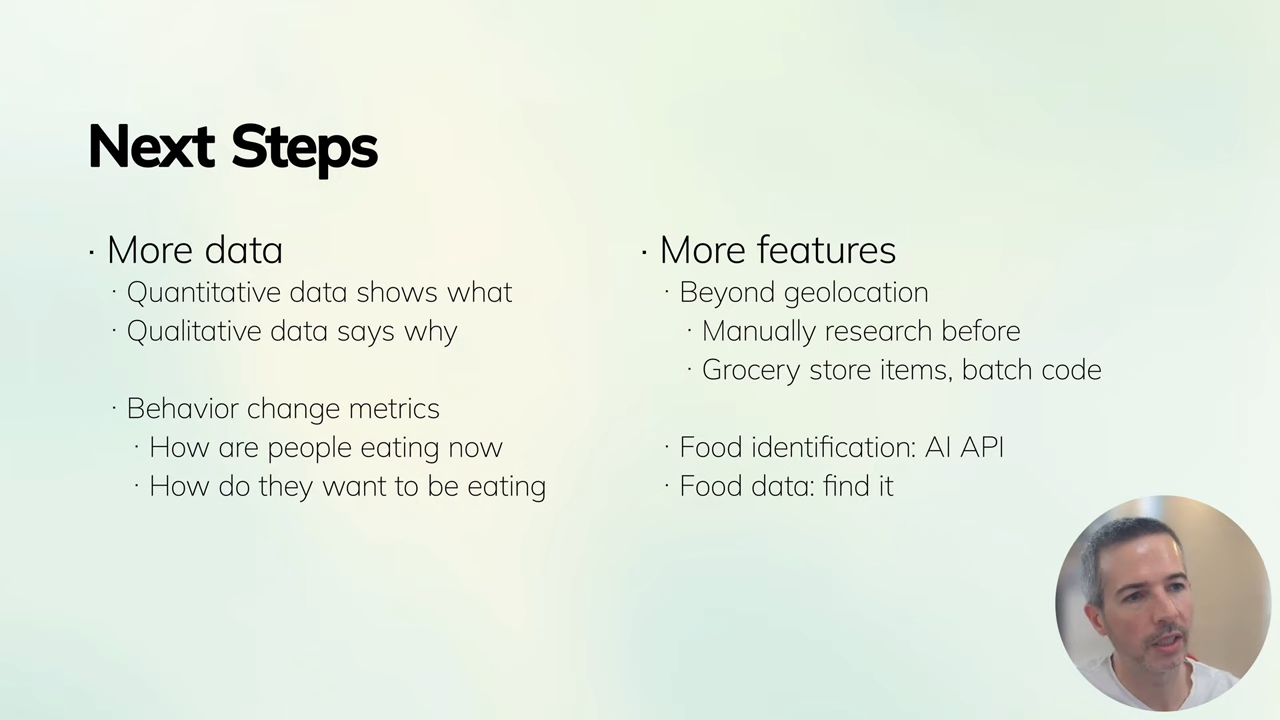 Next Steps
· More data
· Quantitative data shows what
· Qualitative data says why
· Behavior change metrics
· How are people eating now
· How do they want to be eating
· More features
· Beyond geolocation
· Manually research before
· Grocery store items, batch code
· Food identification: AI API
· Food data: find it